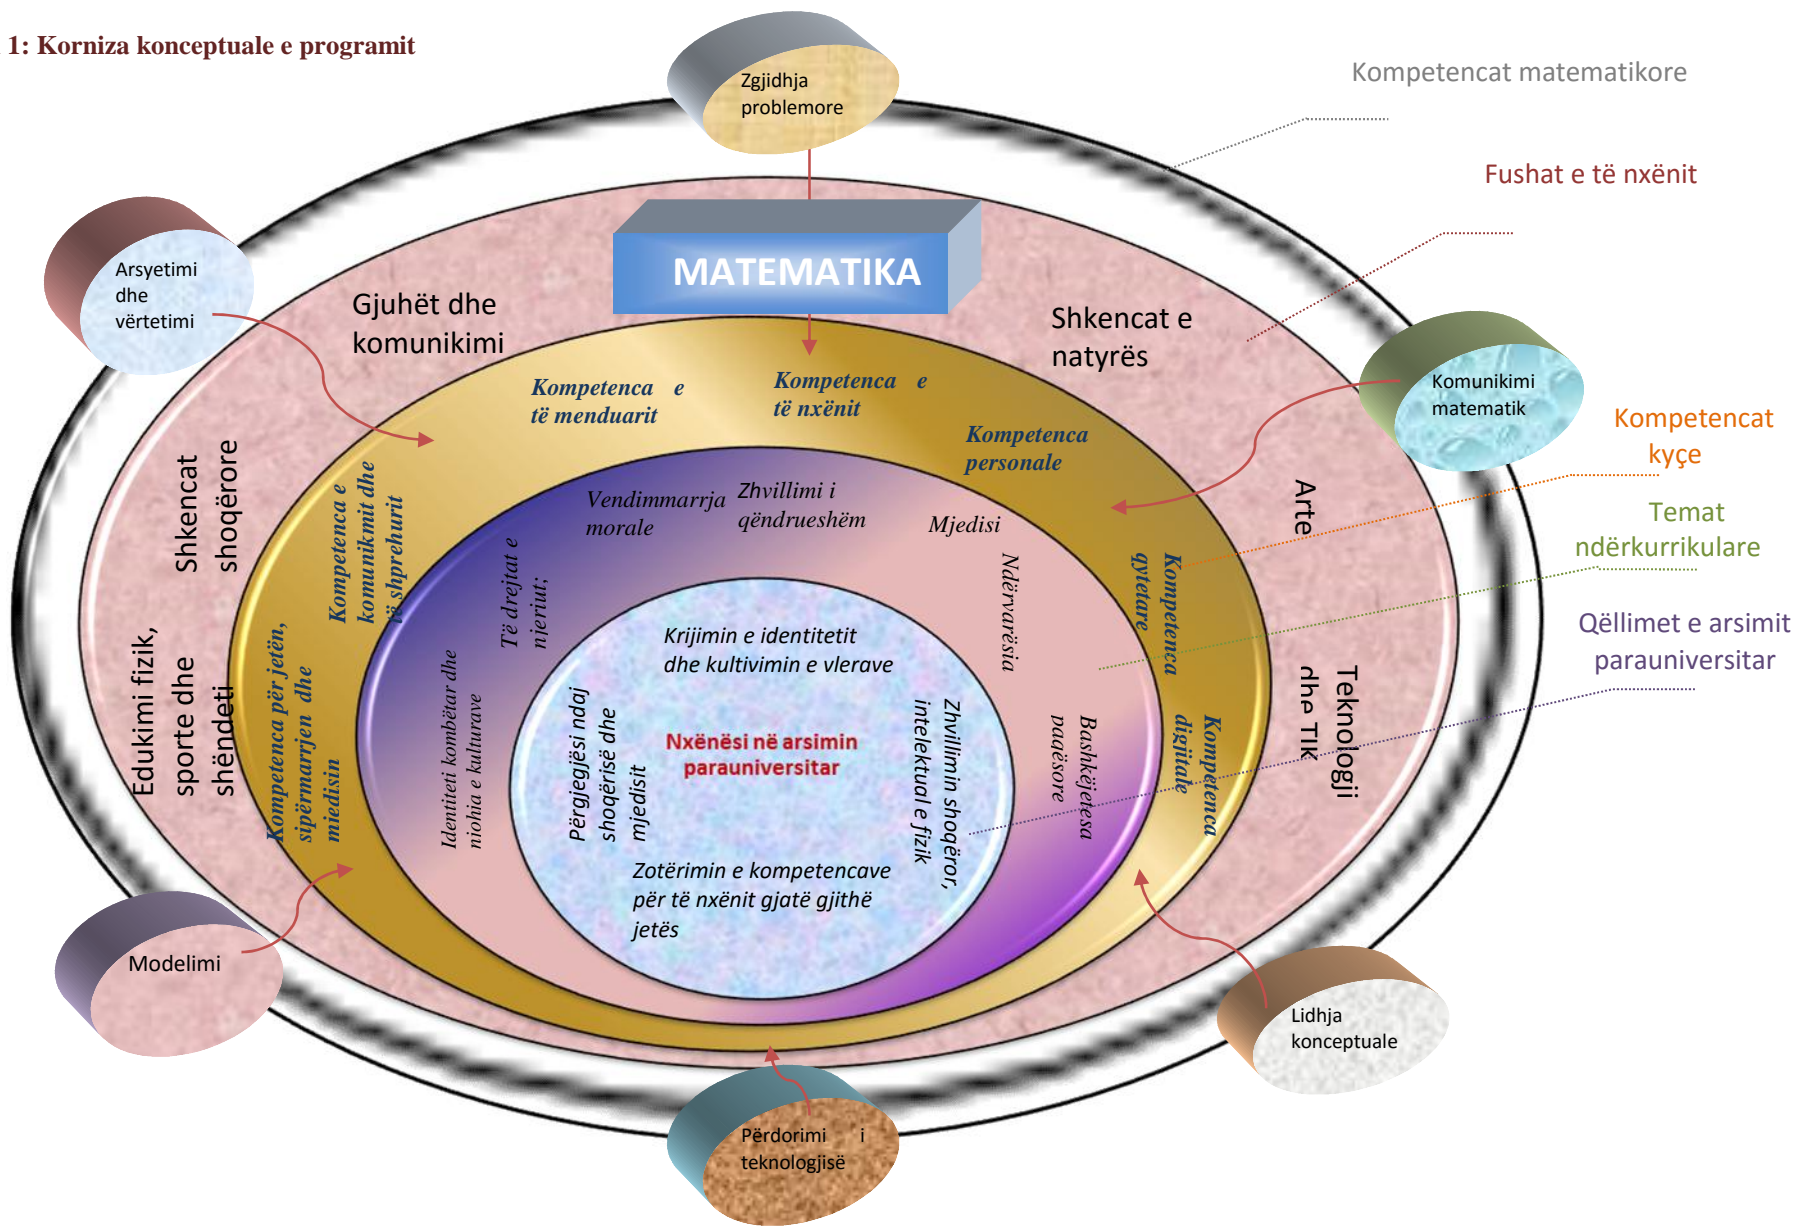 1: Korniza konceptuale e programit
Zgjidhja
problemore
Kompetencat matematikore
Fushat e të nxënit
Arsyetimi
dhe
vërtetimi
MATEMATIKA
Gjuhët dhe
komunikimi
Shkencat e
natyrës
Komunikimi
matematik
Kompetencat
kyçe
Temat
ndërkurrikulare
Qëllimet e arsimit
parauniversitar
Kompetenca e
të menduarit
Kompetenca e
të nxënit
Kompetenca
personale
Shkencat
shoqërore
Arte
Kompetenca e
komunikmit dhe
të shprehurit
Vendimmarrja
morale
Zhvillimi i
qëndrueshëm
Mjedisi
Ndërvarësia
Kompetenca
qytetare
Të drejtat e
njeriut;
Edukimi fizik,
sporte dhe
shëndeti
Kompetenca për jetën,
sipërmarrjen dhe
mjedisin
Identiteti kombëtar dhe
njohja e kulturave
Krijimin e identitetit
dhe kultivimin e vlerave
Përgjegjësi ndaj
shoqërisë dhe
mjedisit
Nxënësi në arsimin
parauniversitar
Zhvillimin shoqëror,
intelektual e fizik
Bashkëjetesa
paqësore
Kompetenca
digjitale
Teknologji
dhe TIK
Zotërimin e kompetencave
për të nxënit gjatë gjithë
jetës
Modelimi
Lidhja
konceptuale
Përdorimi i
teknologjisë